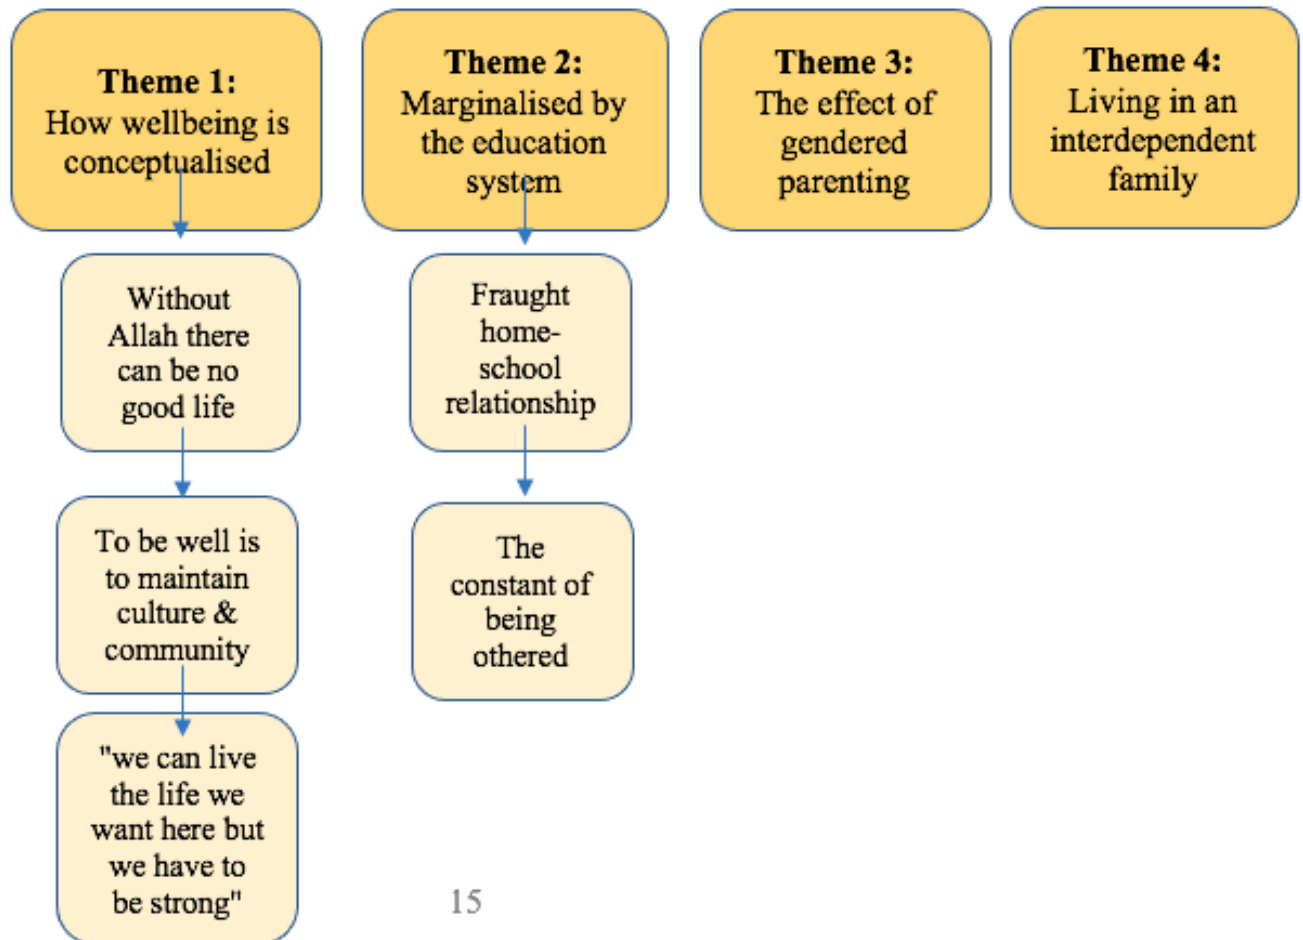 Theme 1:
How wellbeing is
conceptualised
Without
Allah there
can be no
good life
To be well is
to maintain
culture &
community
"we can live
the life we
want here but
we have to
be strong"
Theme 2:
Marginalised by
the education
system
Fraught
home-
school
relationship
The
constant of
being
othered
Theme 3:
The effect of
gendered
parenting
Theme 4:
Living in an
interdependent
family
15